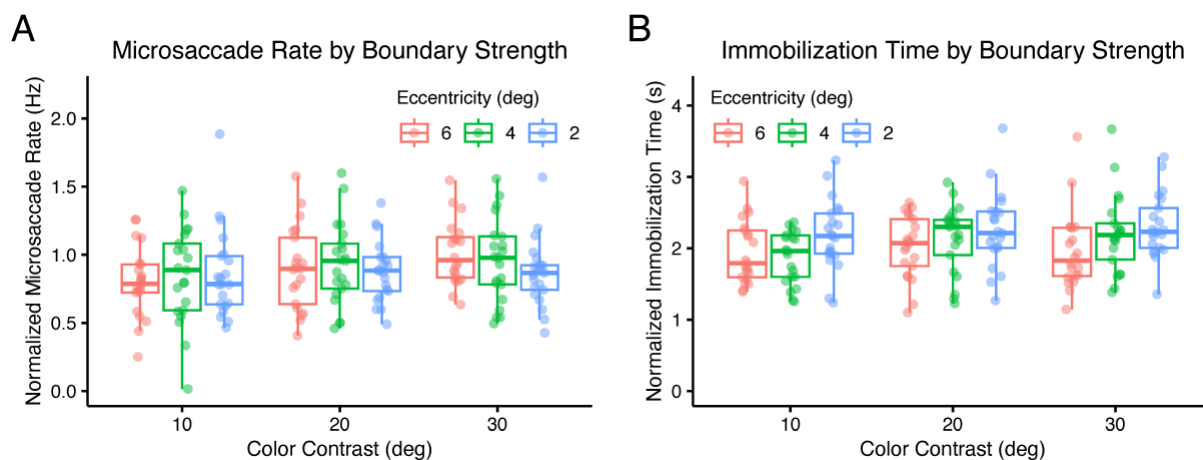 A
Microsaccade Rate by Boundary Strength
Normalized Microsaccade Rate (Hz)
2.0
1.5
1.0
0.5
0.0
Eccentricity (deg)
6 4 2
10 20 30
Color Contrast (deg)
B
Immobilization Time by Boundary Strength
Normalized Immobilization Time (s)
4
3
2
1
0
Eccentricity (deg)
6 4 2
10 20 30
Color Contrast (deg)